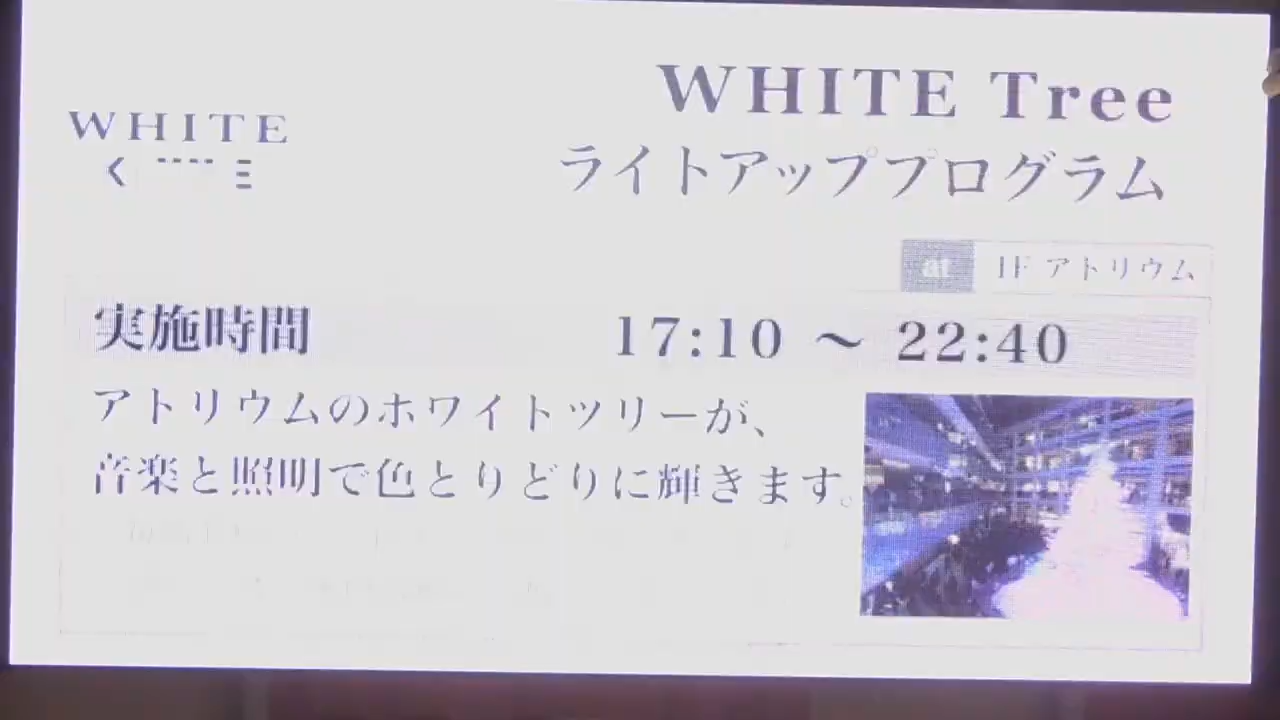 WHITE
WHITE Tree
ライトアッププログラム
at 1F アトリウム
実施時間 17:10 ～ 22:40
アトリウムのホワイトツリーが、
音楽と照明で色とりどりに輝きます。